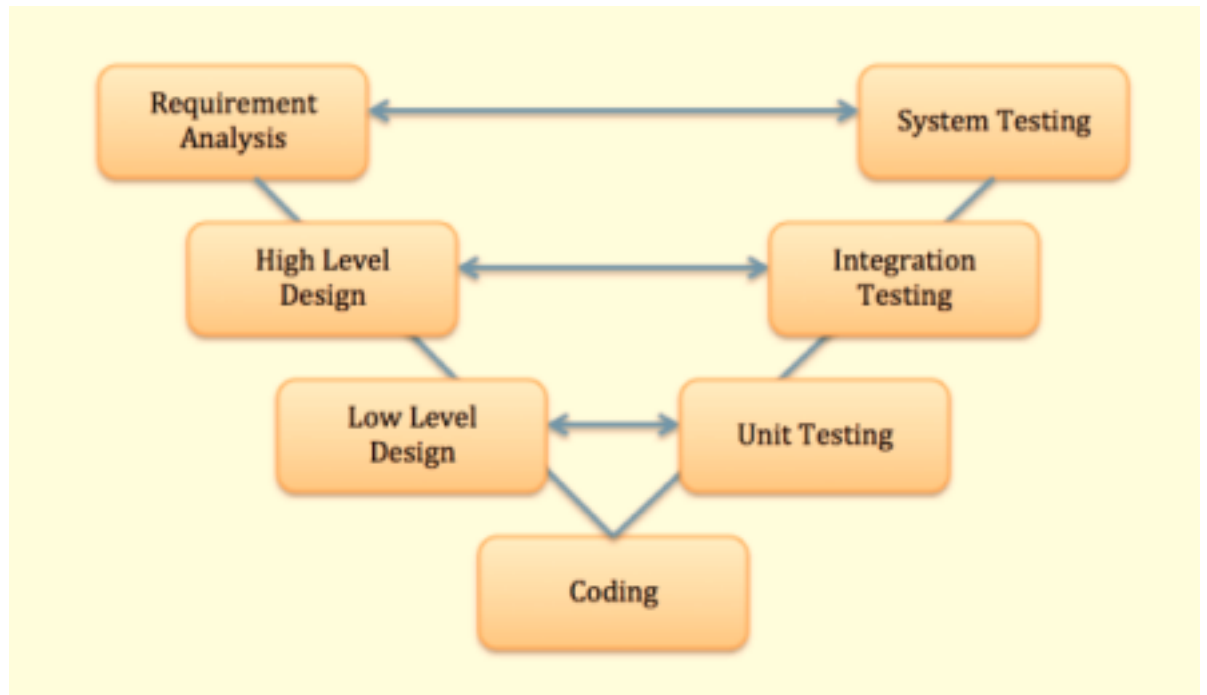 Requirement
Analysis
System Testing
High Level
Design
Integration
Testing
Low Level
Design
Unit Testing
Coding